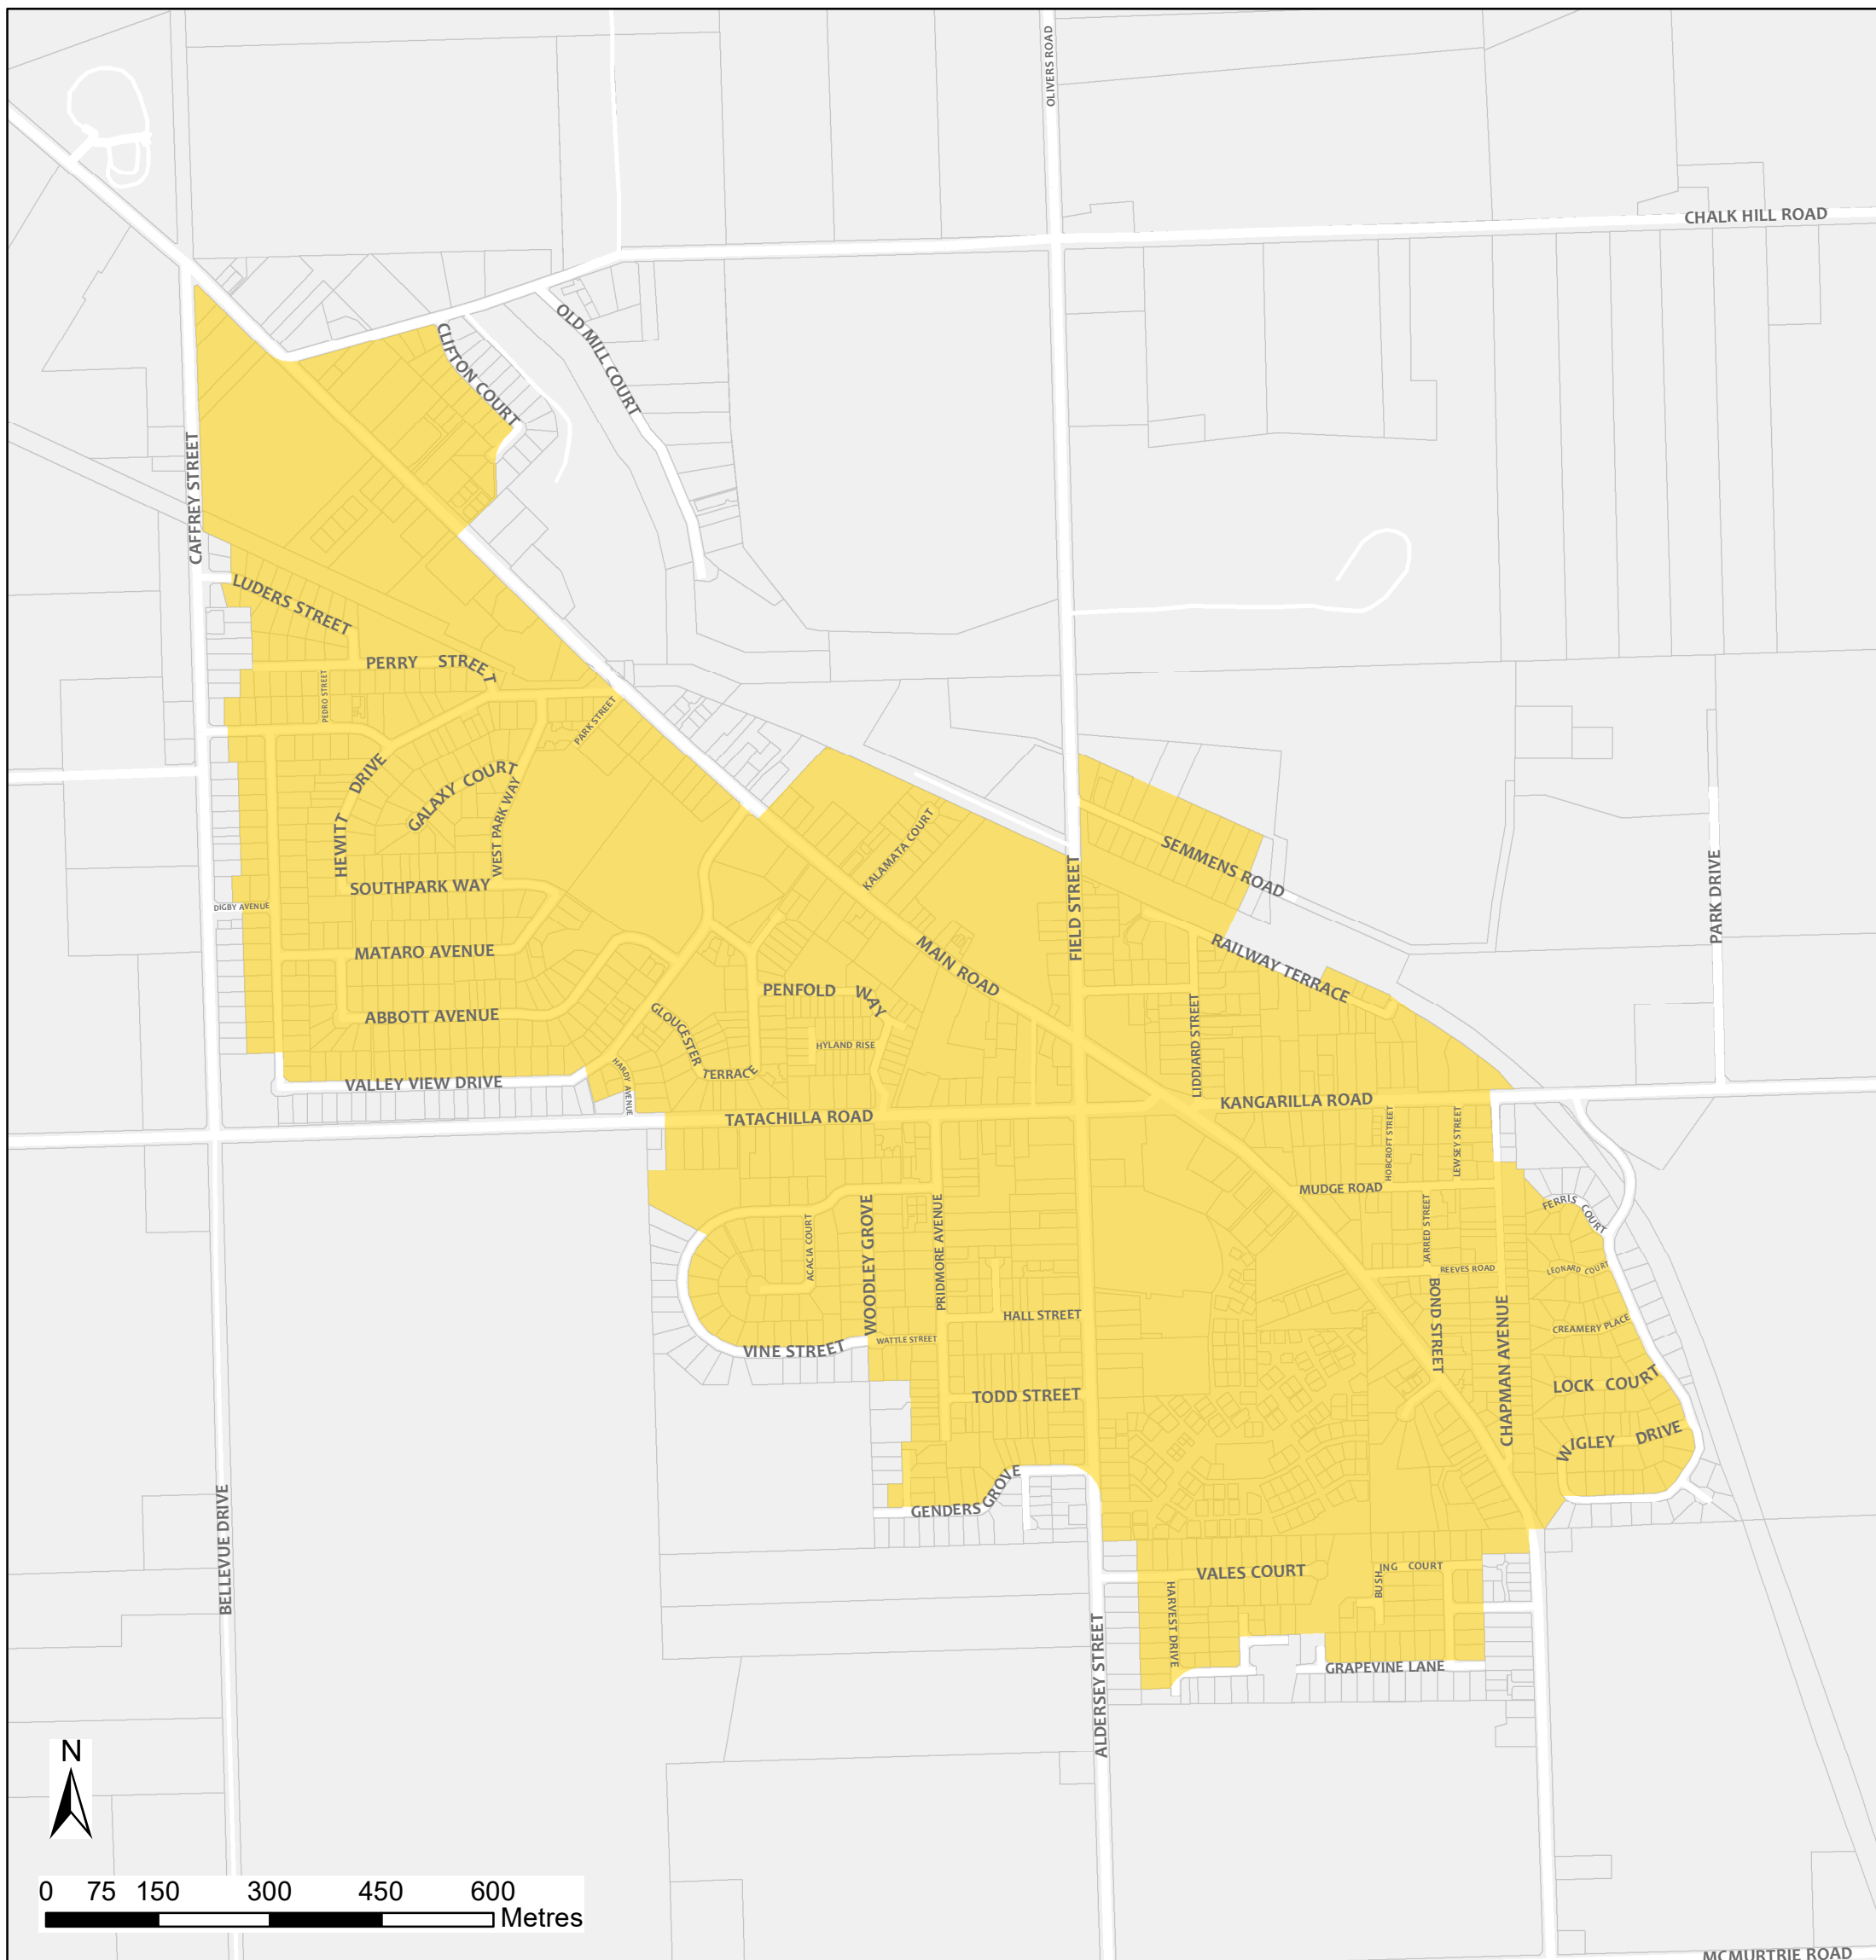 OLIVERS ROAD
CHALK HILL ROAD
OLD MILL COURT
CLIFTON COURT
CAFFREY STREET
LUDERS STREET
PERRY STREET
PEDRO STREET
PARK STREET
HEWITT DRIVE
GALAXY COURT
WEST PARK WAY
KALAMATA COURT
SEMMENS ROAD
PARK DRIVE
FIELD STREET
SOUTHPARK WAY
DIGBY AVENUE
MATARO AVENUE
MAIN ROAD
RAILWAY TERRACE
PENFOLD WAY
ABBOTT AVENUE
GLOUCESTER TERRACE
HYLAND RISE
LIDDIARD STREET
VALLEY VIEW DRIVE
HARDY AVENUE
TATACHILLA ROAD
KANGARILLA ROAD
HOBCROFT STREET
LEWSEY STREET
MUDGE ROAD
FERRIS COURT
JARRED STREET
WOODLEY GROVE
PRIDMORE AVENUE
ACACIA COURT
REEVES ROAD
LEONARD COURT
HALL STREET
BOND STREET
CHAPMAN AVENUE
CREAMERY PLACE
WATTLE STREET
VINE STREET
TODD STREET
LOCK COURT
WIGLEY DRIVE
GENDERS GROVE
BELLEVUE DRIVE
VALES COURT
BUSHING COURT
HARVEST DRIVE
GRAPEVINE LANE
ALDERSEY STREET
N
0 75 150 300 450 600
Metres
MCMURTRIE ROAD